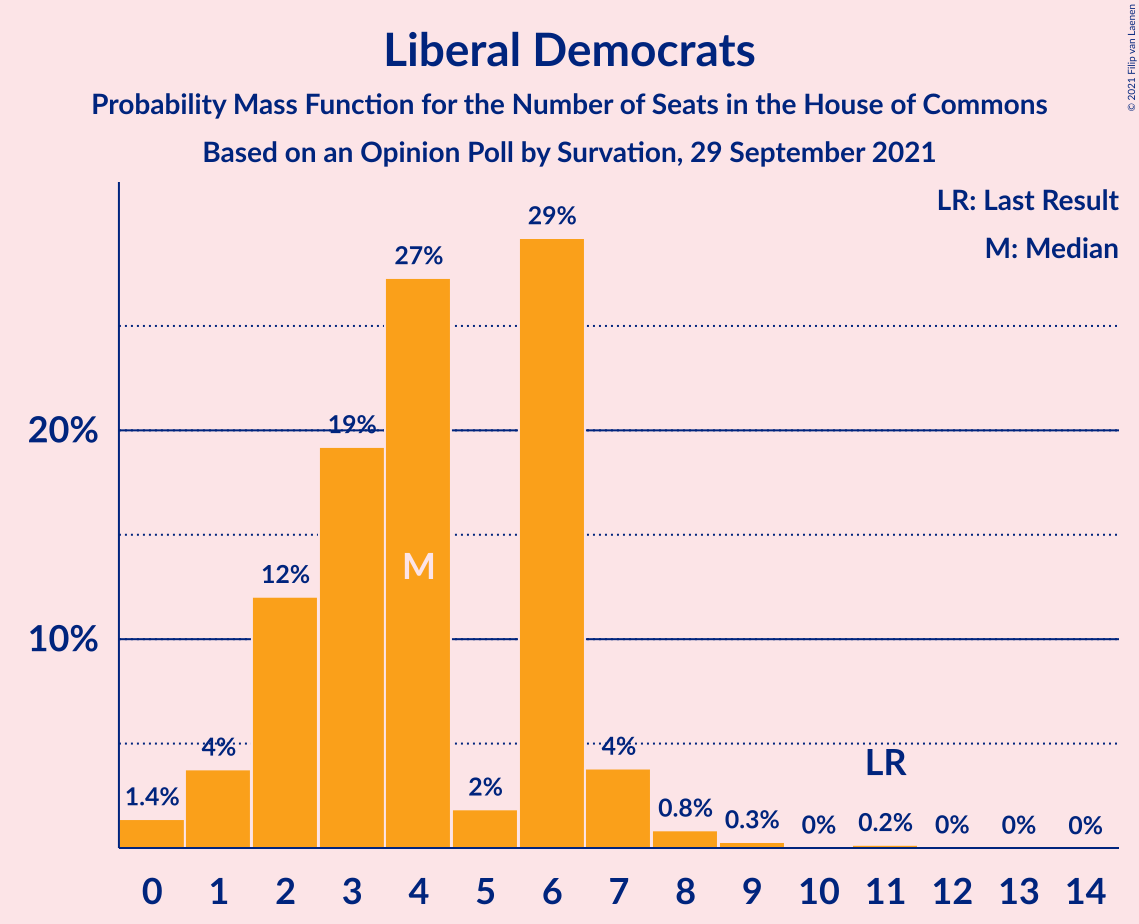 Liberal Democrats
Probability Mass Function for the Number of Seats in the House of Commons
Based on an Opinion Poll by Survation, 29 September 2021
© 2021 Filip van Laenen
LR: Last Result
M: Median
29%
27%
20%
19%
M
12%
10%
4%
4%
LR
1.4%
2%
0.8%
0.3%
0%
0.2%
0%
0%
0%
0 1 2 3 4 5 6 7 8 9 10 11 12 13 14